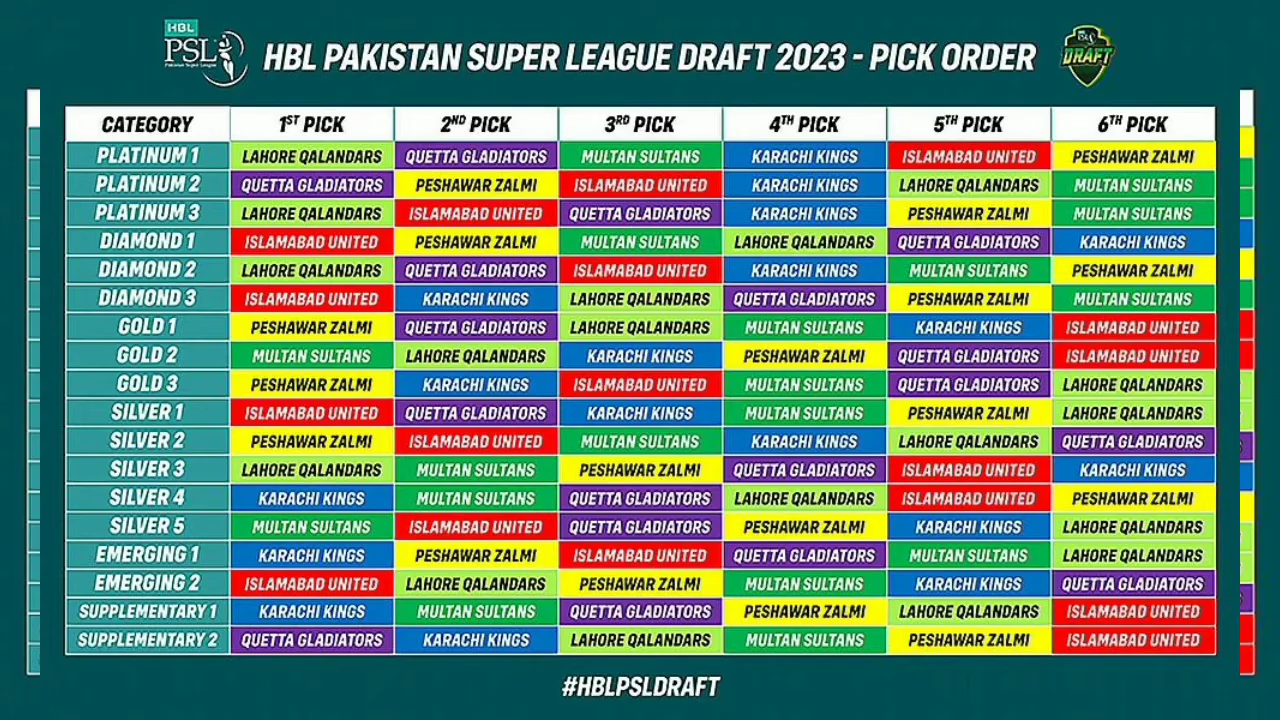 HBL
PSL
Pakistan Super League
HBL PAKISTAN SUPER LEAGUE DRAFT 2023 - PICK ORDER
DRAFT
CATEGORY 1ST PICK 2ND PICK 3RD PICK 4TH PICK 5TH PICK 6TH PICK
PLATINUM 1 LAHORE QALANDARS QUETTA GLADIATORS MULTAN SULTANS KARACHI KINGS ISLAMABAD UNITED PESHAWAR ZALMI
PLATINUM 2 QUETTA GLADIATORS PESHAWAR ZALMI ISLAMABAD UNITED KARACHI KINGS LAHORE QALANDARS MULTAN SULTANS
PLATINUM 3 LAHORE QALANDARS ISLAMABAD UNITED QUETTA GLADIATORS KARACHI KINGS PESHAWAR ZALMI MULTAN SULTANS
DIAMOND 1 ISLAMABAD UNITED PESHAWAR ZALMI MULTAN SULTANS LAHORE QALANDARS QUETTA GLADIATORS KARACHI KINGS
DIAMOND 2 LAHORE QALANDARS QUETTA GLADIATORS ISLAMABAD UNITED KARACHI KINGS MULTAN SULTANS PESHAWAR ZALMI
DIAMOND 3 ISLAMABAD UNITED KARACHI KINGS LAHORE QALANDARS QUETTA GLADIATORS PESHAWAR ZALMI MULTAN SULTANS
GOLD 1 PESHAWAR ZALMI QUETTA GLADIATORS LAHORE QALANDARS MULTAN SULTANS KARACHI KINGS ISLAMABAD UNITED
GOLD 2 MULTAN SULTANS LAHORE QALANDARS KARACHI KINGS PESHAWAR ZALMI QUETTA GLADIATORS ISLAMABAD UNITED
GOLD 3 PESHAWAR ZALMI KARACHI KINGS ISLAMABAD UNITED MULTAN SULTANS QUETTA GLADIATORS LAHORE QALANDARS
SILVER 1 ISLAMABAD UNITED QUETTA GLADIATORS KARACHI KINGS MULTAN SULTANS PESHAWAR ZALMI LAHORE QALANDARS
SILVER 2 PESHAWAR ZALMI ISLAMABAD UNITED MULTAN SULTANS KARACHI KINGS LAHORE QALANDARS QUETTA GLADIATORS
SILVER 3 LAHORE QALANDARS MULTAN SULTANS PESHAWAR ZALMI QUETTA GLADIATORS ISLAMABAD UNITED KARACHI KINGS
SILVER 4 KARACHI KINGS MULTAN SULTANS QUETTA GLADIATORS LAHORE QALANDARS ISLAMABAD UNITED PESHAWAR ZALMI
SILVER 5 MULTAN SULTANS ISLAMABAD UNITED QUETTA GLADIATORS PESHAWAR ZALMI KARACHI KINGS LAHORE QALANDARS
EMERGING 1 KARACHI KINGS PESHAWAR ZALMI ISLAMABAD UNITED QUETTA GLADIATORS MULTAN SULTANS LAHORE QALANDARS
EMERGING 2 ISLAMABAD UNITED LAHORE QALANDARS PESHAWAR ZALMI MULTAN SULTANS KARACHI KINGS QUETTA GLADIATORS
SUPPLEMENTARY 1 KARACHI KINGS MULTAN SULTANS QUETTA GLADIATORS PESHAWAR ZALMI LAHORE QALANDARS ISLAMABAD UNITED
SUPPLEMENTARY 2 QUETTA GLADIATORS KARACHI KINGS LAHORE QALANDARS MULTAN SULTANS PESHAWAR ZALMI ISLAMABAD UNITED
#HBLPSLDRAFT